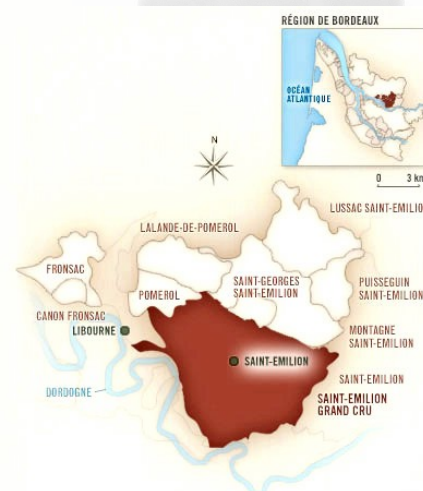 RÉGION DE BORDEAUX
OCÉAN
ATLANTIQUE
N
0 3 km
LUSSAC SAINT-EMILIO
LALANDE-DE-POMEROL
FRONSAC
SAINT-GEORGES
SAINT-EMILION
PUISSEGUIN
SAINT-EMILION
POMEROL
CANON FRONSAC
LIBOURNE
MONTAGNE
SAINT-EMILION
SAINT-EMILION
SAINT-EMILION
DORDOGNE
SAINT-EMILION
GRAND CRU